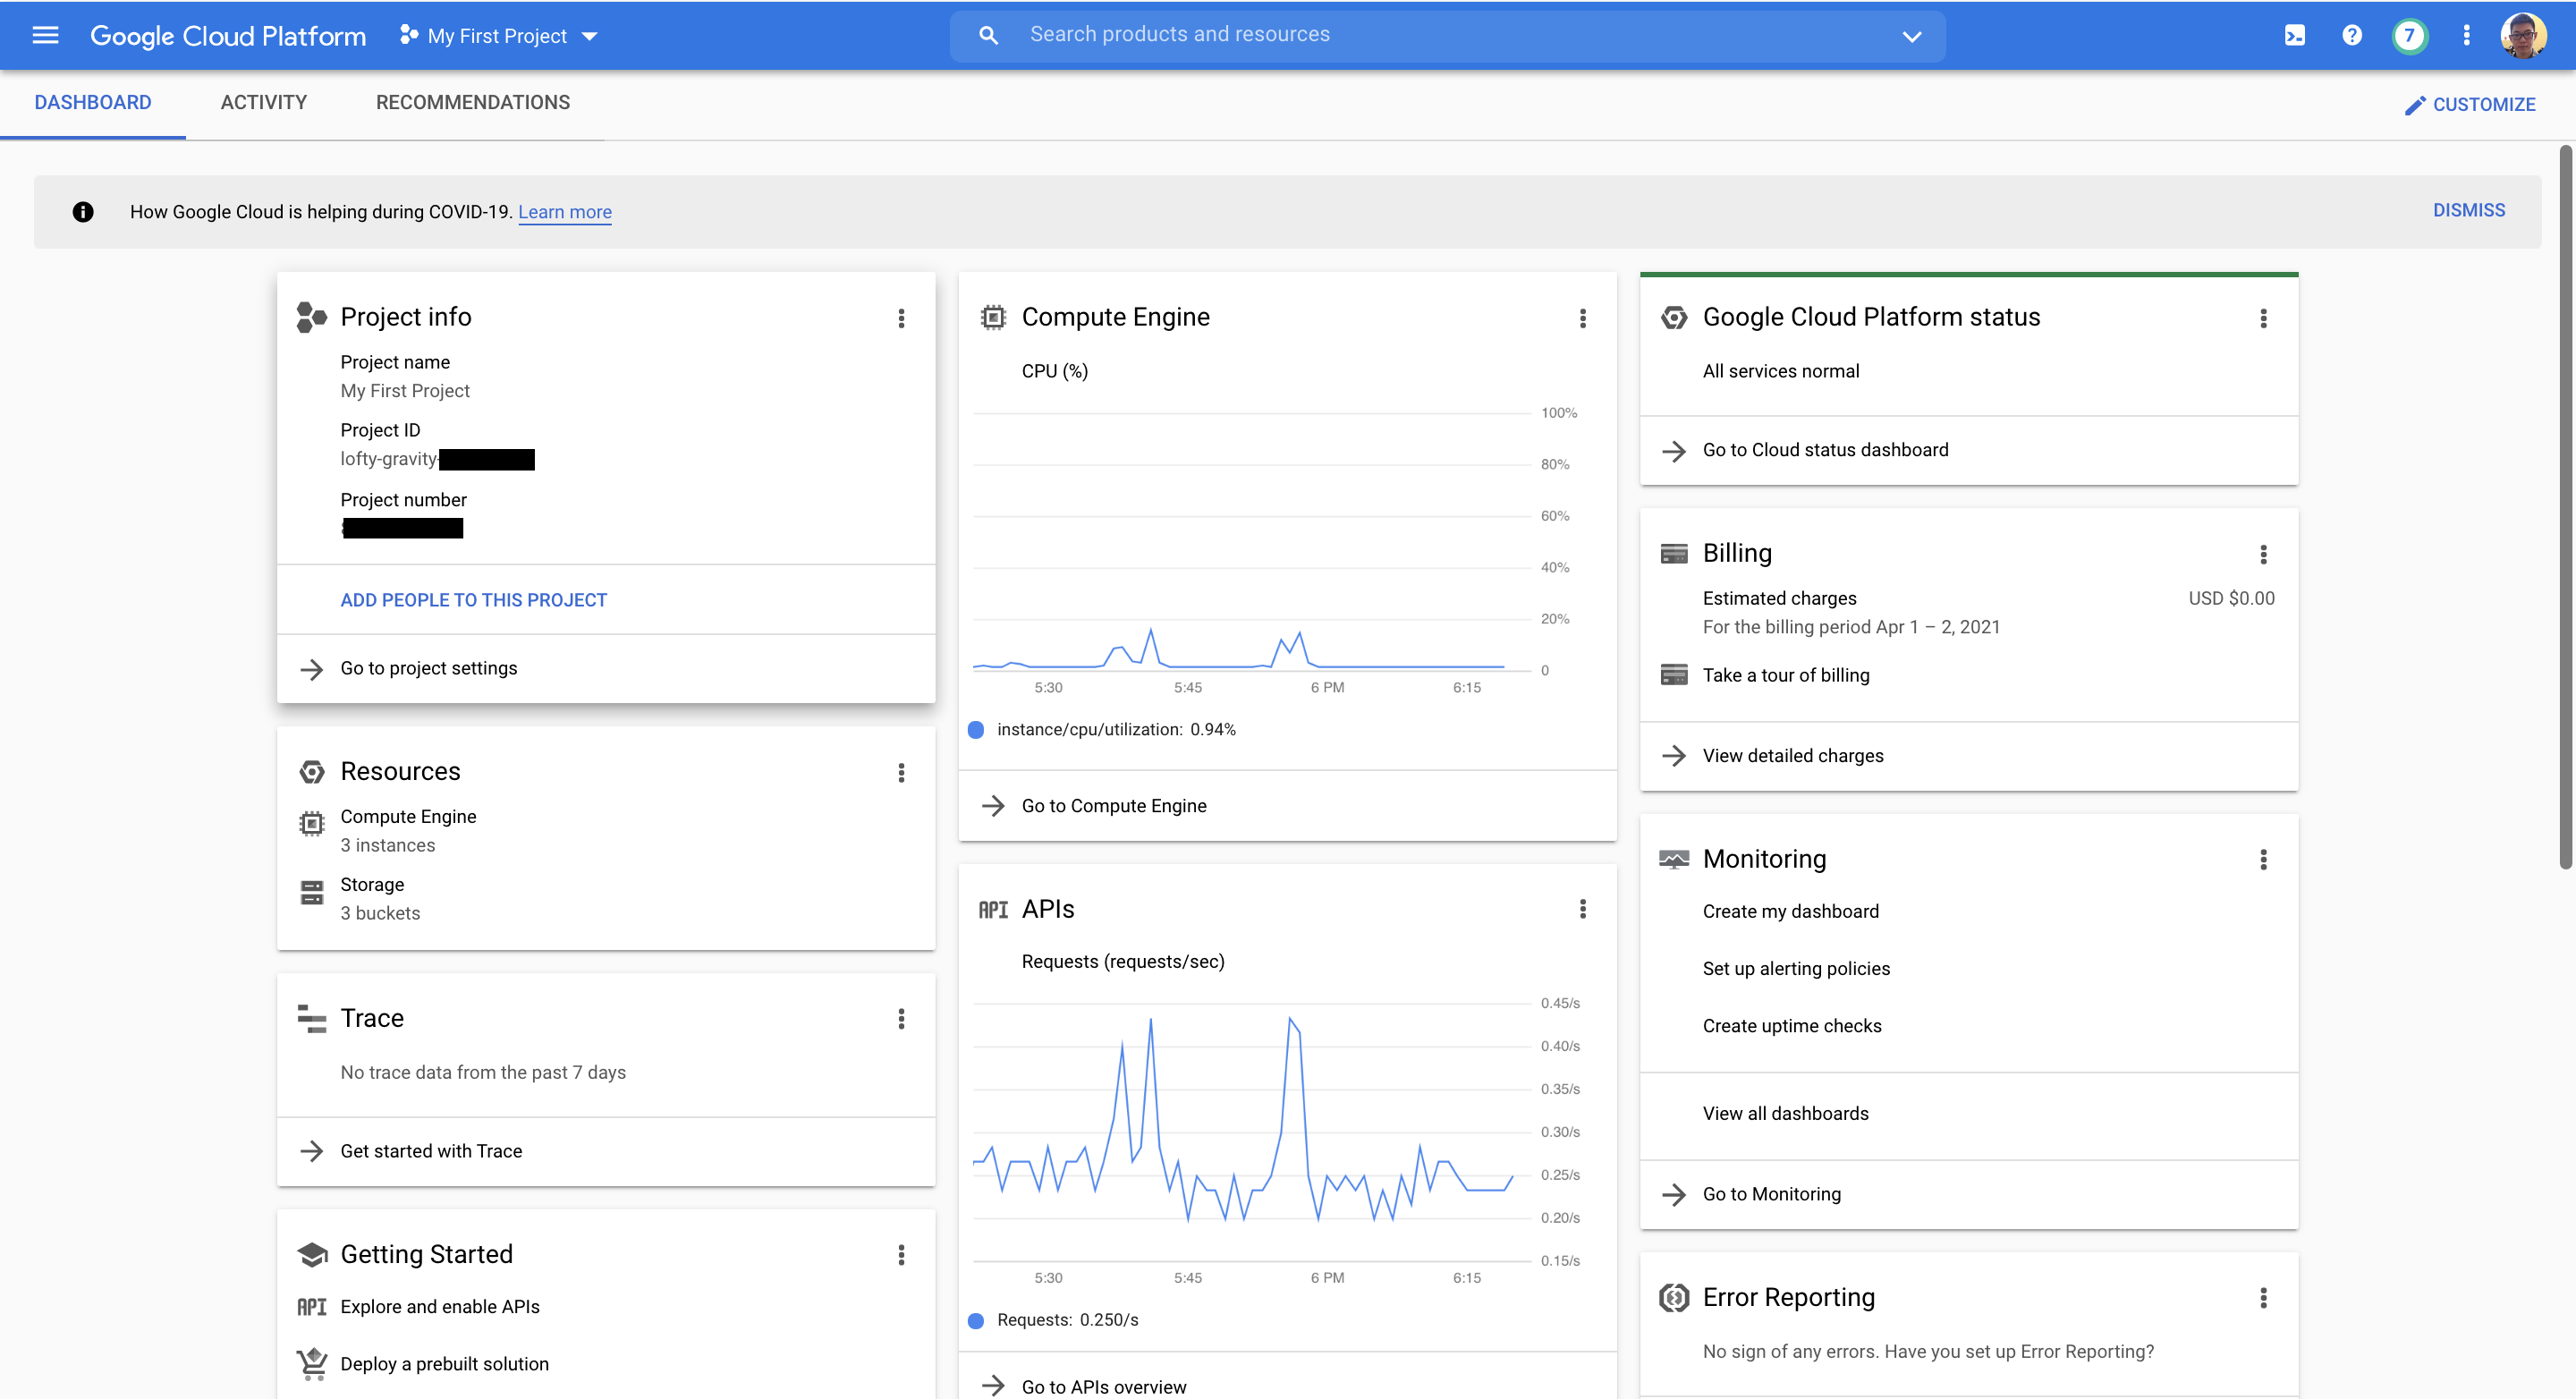 Google Cloud Platform
My First Project
Search products and resources
7
DASHBOARD
ACTIVITY
RECOMMENDATIONS
CUSTOMIZE
How Google Cloud is helping during COVID-19. Learn more
DISMISS
Project info
Project name
My First Project
Project ID
lofty-gravity-
Project number
ADD PEOPLE TO THIS PROJECT
Go to project settings
Resources
Compute Engine
3 instances
Storage
3 buckets
Trace
No trace data from the past 7 days
Get started with Trace
Getting Started
API
Explore and enable APIs
Deploy a prebuilt solution
Compute Engine
CPU (%)
100%
80%
60%
40%
20%
0
5:30
5:45
6 PM
6:15
instance/cpu/utilization: 0.94%
Go to Compute Engine
API
APIs
Requests (requests/sec)
0.45/s
0.40/s
0.35/s
0.30/s
0.25/s
0.20/s
0.15/s
5:30
5:45
6 PM
6:15
Requests: 0.250/s
Go to APIs overview
Google Cloud Platform status
All services normal
Go to Cloud status dashboard
Billing
Estimated charges
USD $0.00
For the billing period Apr 1 – 2, 2021
Take a tour of billing
View detailed charges
Monitoring
Create my dashboard
Set up alerting policies
Create uptime checks
View all dashboards
Go to Monitoring
Error Reporting
No sign of any errors. Have you set up Error Reporting?